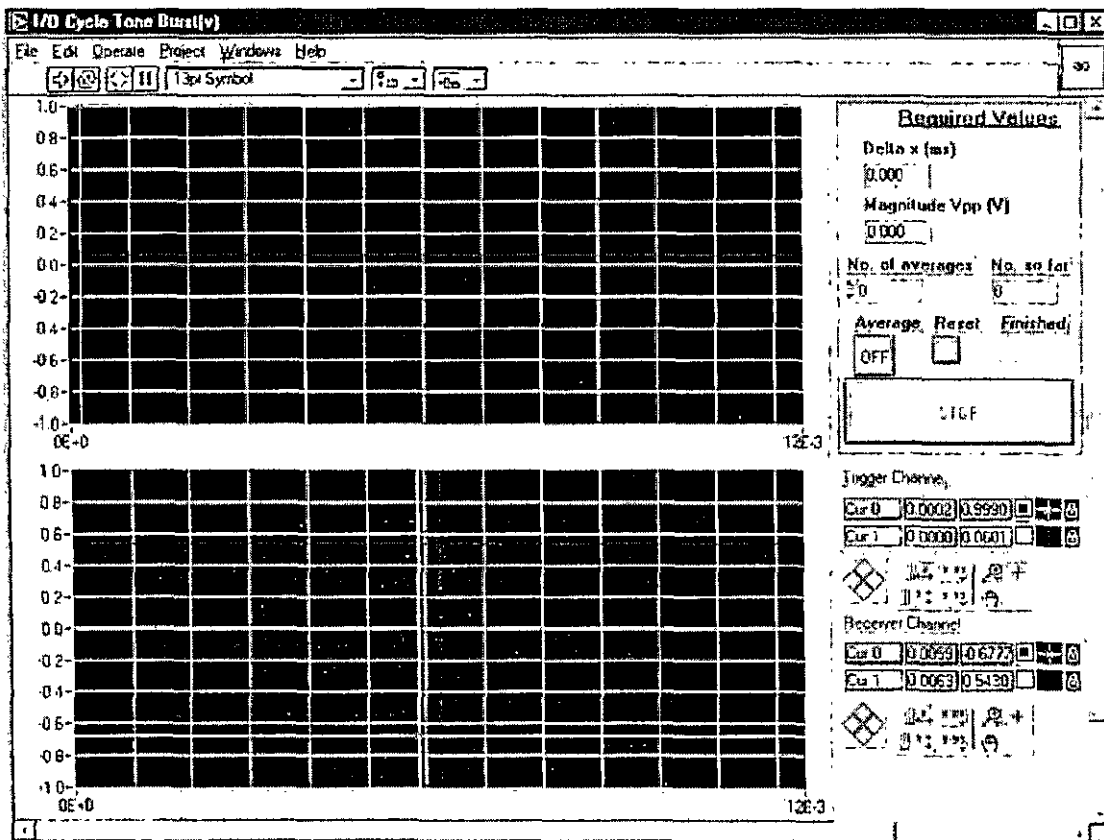 I/D Cycle Tone Burst(v)
File Edit Operate Project Windows Help
13pt Symbol
1.0
0.8
0.6
0.4
0.2
0.0
-0.2
0.4
-0.6
-0.8
-1.0
0E+0 12E-3
Required Values
Delta x (ms)
0.000
Magnitude Vpp (V)
0.000
No. of averages No. so far
0 0
Average Reset Finished
OFF
STOP
1.0
0.8
0.6
0.4
0.2
0.0
-0.2
-0.4
-0.6
0.8
-1.0
0E+0 12E-3
Trigger Channel
Cur 0 0.0002 0.9990
Cur 1 0.0000 0.0601
Receiver Channel
Cur 0 0.0059 -0.6777
Cur 1 0.0063 0.5430